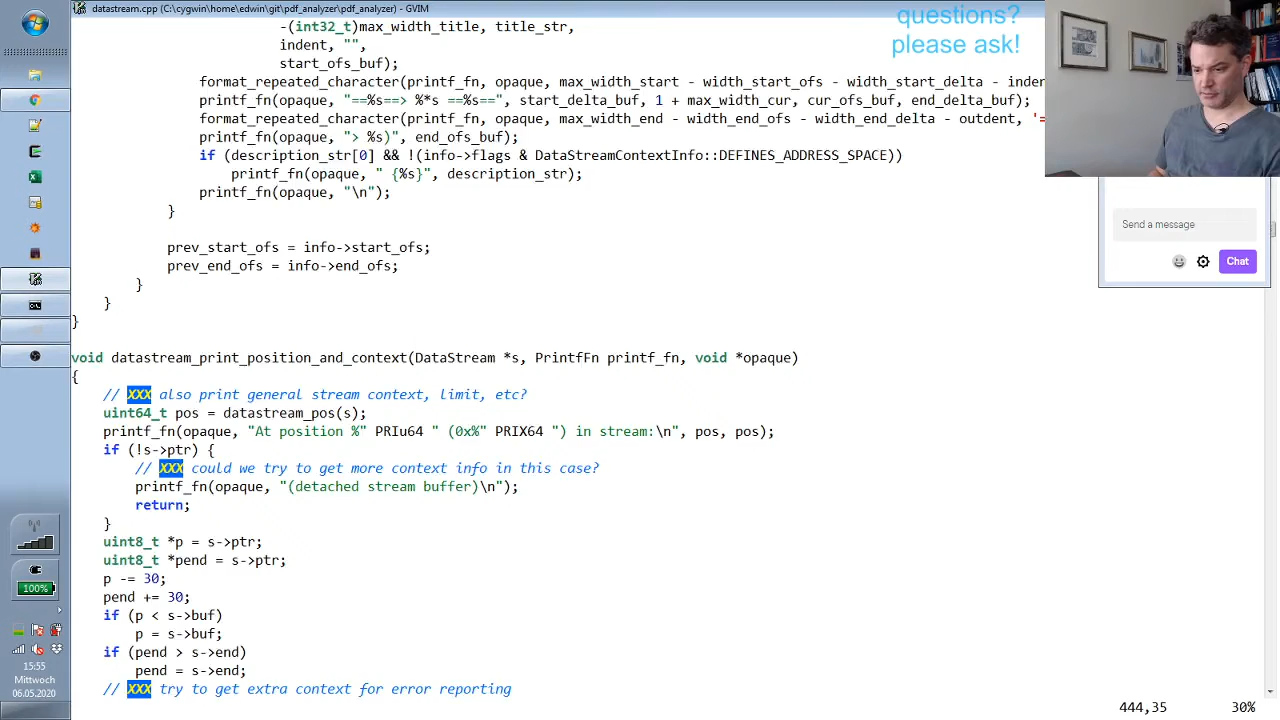 datastream.cpp (C:\cygwin\home\edwin\git\pdf_analyzer\pdf_analyzer) - GVIM
-(int32_t)max_width_title, title_str,
indent, "",
start_ofs_buf);
format_repeated_character(printf_fn, opaque, max_width_start - width_start_ofs - width_start_delta - inden
printf_fn(opaque, "==%s==> %*s ==%s==", start_delta_buf, 1 + max_width_cur, cur_ofs_buf, end_delta_buf);
format_repeated_character(printf_fn, opaque, max_width_end - width_end_ofs - width_end_delta - outdent, '=
printf_fn(opaque, "> %s)", end_ofs_buf);
if (description_str[0] && !(info->flags & DataStreamContextInfo::DEFINES_ADDRESS_SPACE))
printf_fn(opaque, " {%s}", description_str);
printf_fn(opaque, "\n");
}
prev_start_ofs = info->start_ofs;
prev_end_ofs = info->end_ofs;
}
}
}
void datastream_print_position_and_context(DataStream *s, PrintfFn printf_fn, void *opaque)
{
// XXX also print general stream context, limit, etc?
uint64_t pos = datastream_pos(s);
printf_fn(opaque, "At position %" PRIu64 " (0x%" PRIX64 ") in stream:\n", pos, pos);
if (!s->ptr) {
// XXX could we try to get more context info in this case?
printf_fn(opaque, "(detached stream buffer)\n");
return;
}
uint8_t *p = s->ptr;
uint8_t *pend = s->ptr;
p -= 30;
pend += 30;
if (p < s->buf)
p = s->buf;
if (pend > s->end)
pend = s->end;
// XXX try to get extra context for error reporting
444,35 30%
questions?
please ask!
Send a message
Chat
100%
15:55
Mittwoch
06.05.2020